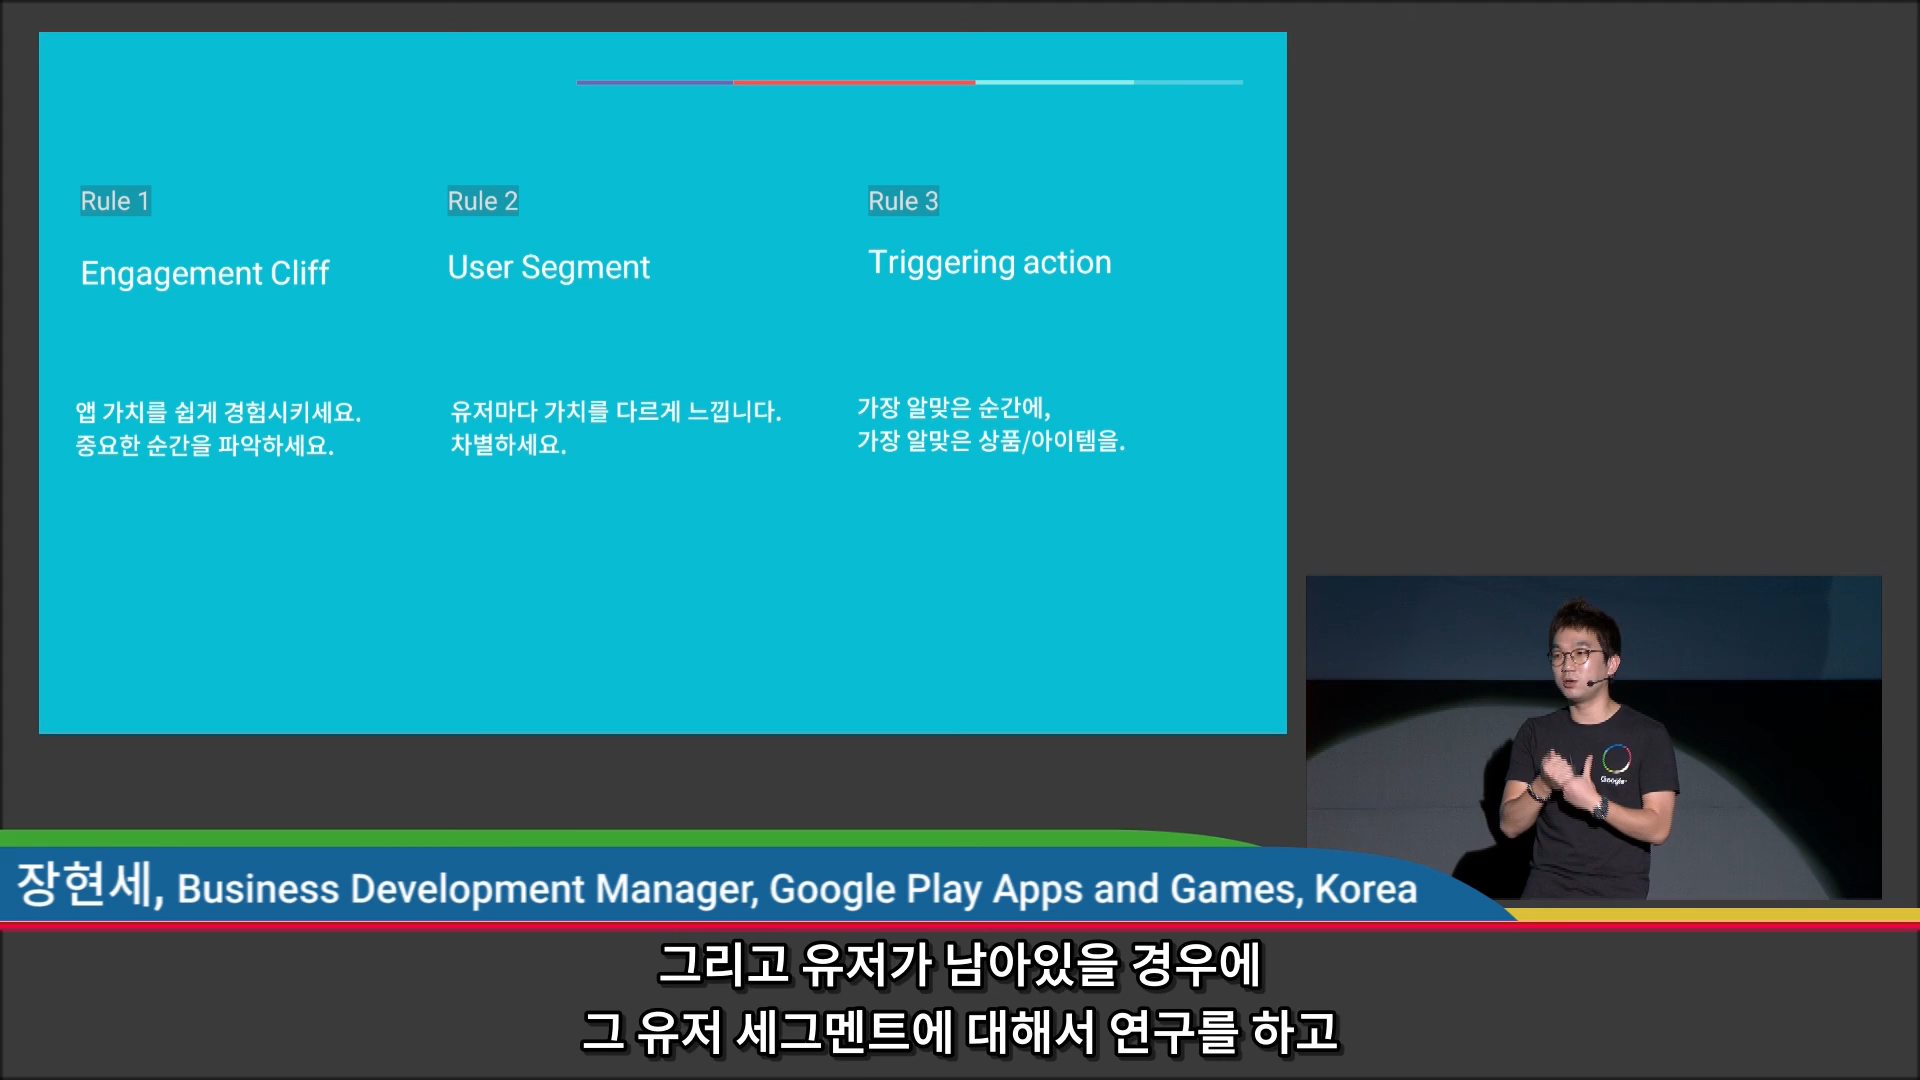 Rule 1
Engagement Cliff
앱 가치를 쉽게 경험시키세요.
중요한 순간을 파악하세요.
Rule 2
User Segment
유저마다 가치를 다르게 느낍니다.
차별하세요.
Rule 3
Triggering action
가장 알맞은 순간에,
가장 알맞은 상품/아이템을.
Google
장현세, Business Development Manager, Google Play Apps and Games, Korea
그리고 유저가 남아있을 경우에
그 유저 세그멘트에 대해서 연구를 하고